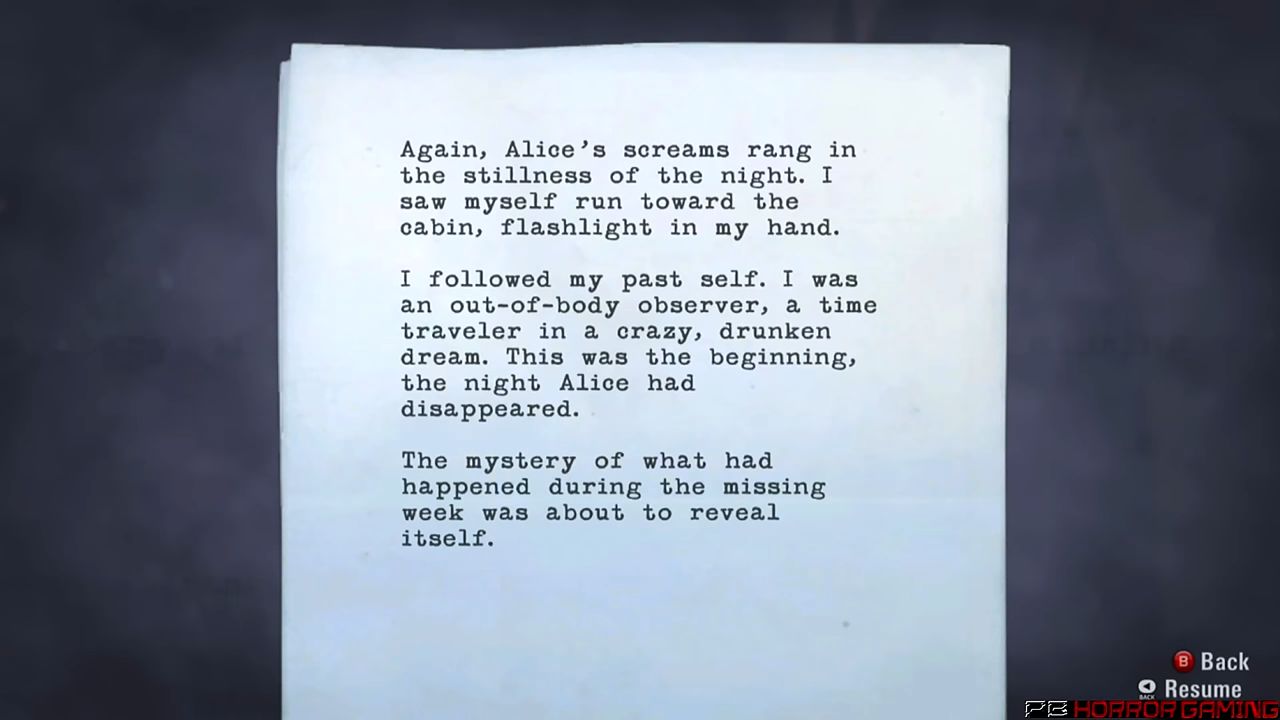 Again, Alice's screams rang in
the stillness of the night. I
saw myself run toward the
cabin, flashlight in my hand.
I followed my past self. I was
an out-of-body observer, a time
traveler in a crazy, drunken
dream. This was the beginning,
the night Alice had
disappeared.
The mystery of what had
happened during the missing
week was about to reveal
itself.
B Back
BACK Resume
PS HORROR GAMING